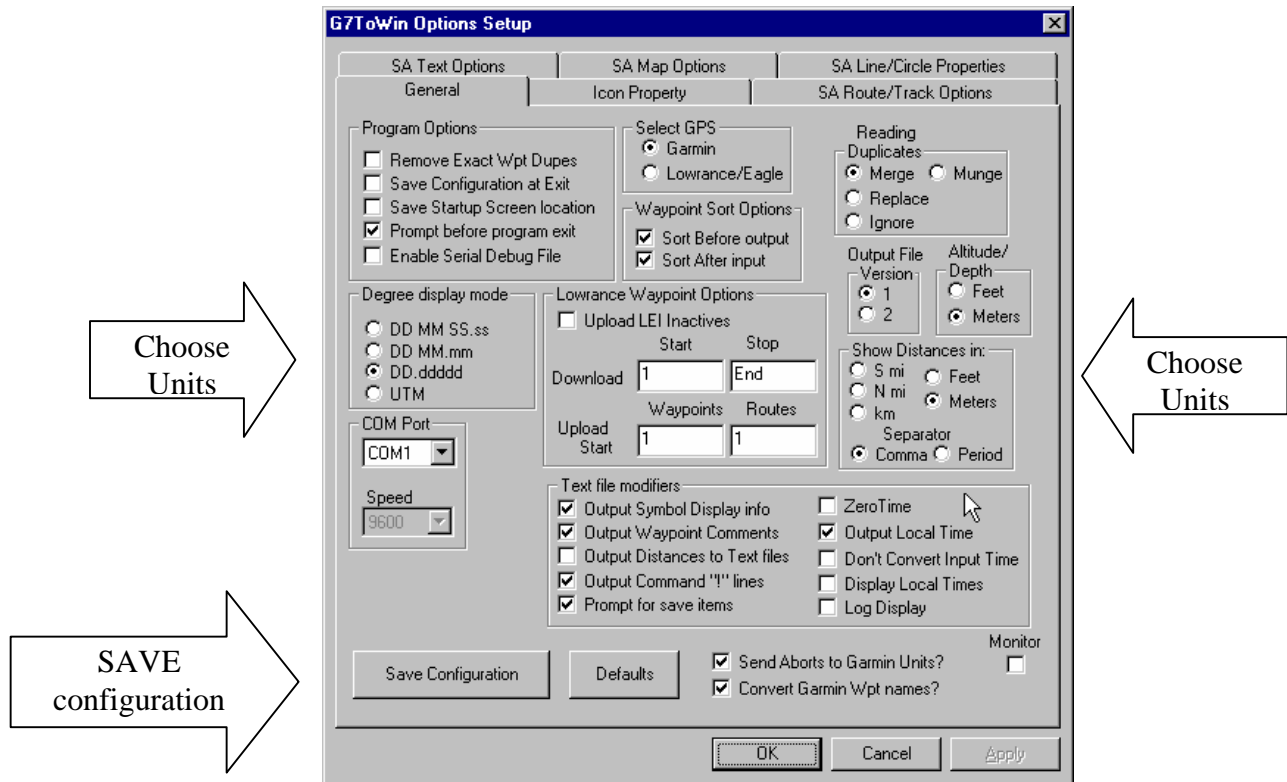 G7ToWin Options Setup
SA Text Options
SA Map Options
SA Line/Circle Properties
General
Icon Property
SA Route/Track Options
Program Options
Remove Exact Wpt Dupes
Save Configuration at Exit
Save Startup Screen location
Prompt before program exit
Enable Serial Debug File
Select GPS
Garmin
Lowrance/Eagle
Waypoint Sort Options
Sort Before output
Sort After input
Reading
Duplicates
Merge
Munge
Replace
Ignore
Output File
Version
1
2
Altitude/
Depth
Feet
Meters
Choose
Units
Degree display mode
DD MM SS.ss
DD MM.mm
DD.ddddd
UTM
Lowrance Waypoint Options
Upload LEI Inactives
Start
Stop
Download
1
End
Waypoints
Routes
Upload
Start
1
1
Show Distances in:
S mi
N mi
km
Feet
Meters
Separator
Comma
Period
Choose
Units
COM Port
COM1
Speed
9600
Text file modifiers
Output Symbol Display info
Output Waypoint Comments
Output Distances to Text files
Output Command "!" lines
Prompt for save items
ZeroTime
Output Local Time
Don't Convert Input Time
Display Local Times
Log Display
SAVE
configuration
Save Configuration
Defaults
Send Aborts to Garmin Units?
Convert Garmin Wpt names?
Monitor
OK
Cancel
Apply